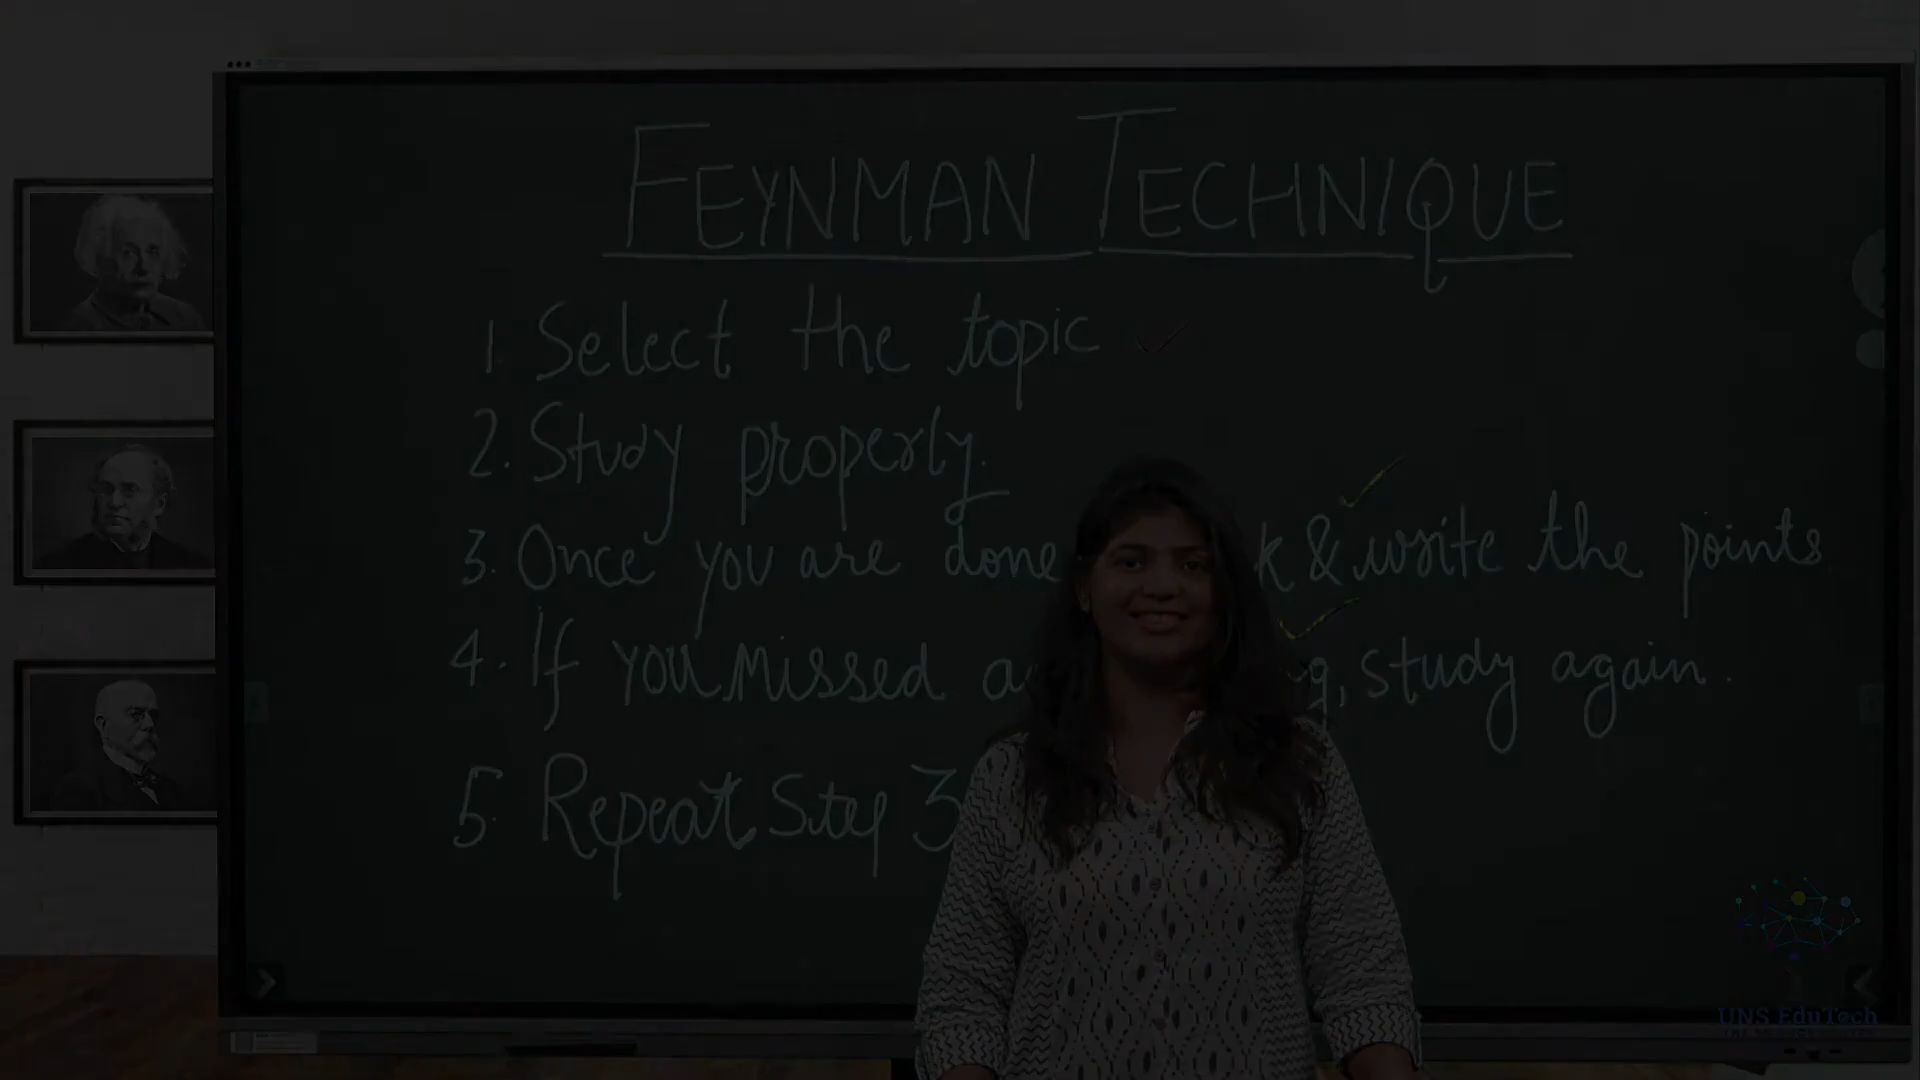 FEYNMAN TECHNIQUE
1. Select the topic
2. Study properly.
3. Once you are done k & write the points
4. If you missed a g, study again.
5. Repeat Step 3
UNS EduTech